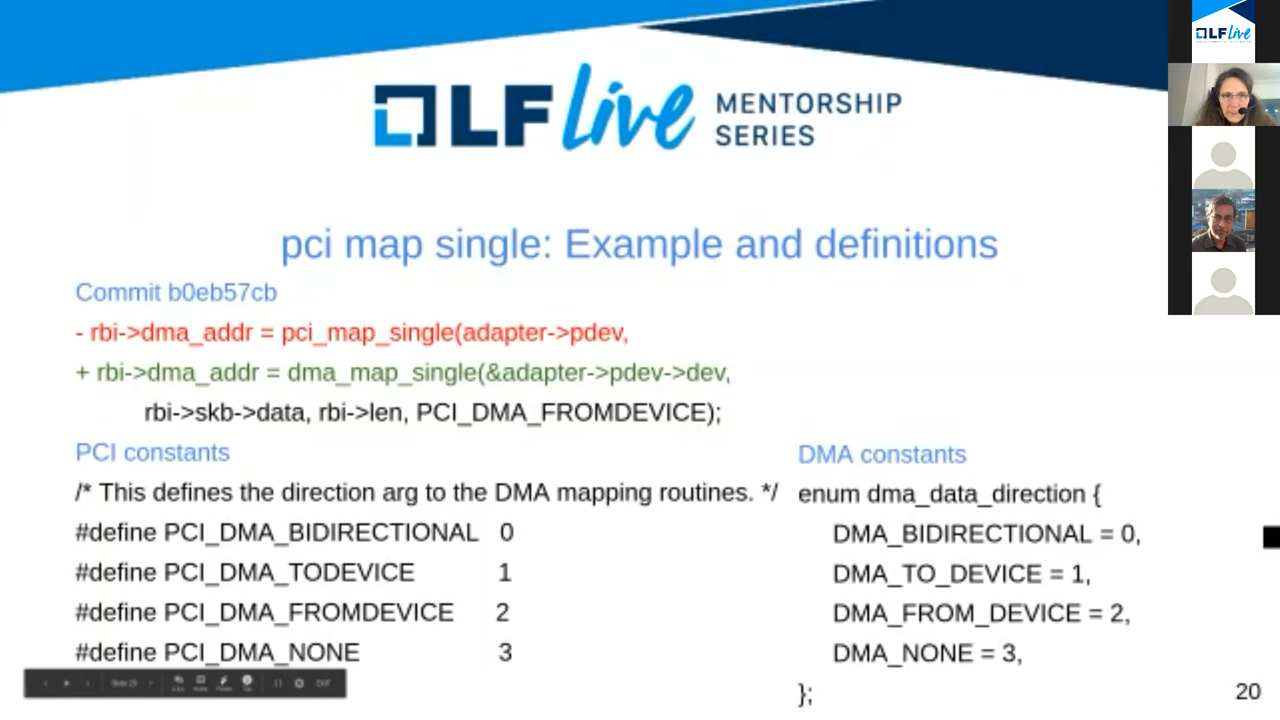 LF Live MENTORSHIP
SERIES
LF Live
pci map single: Example and definitions
Commit b0eb57cb
- rbi->dma_addr = pci_map_single(adapter->pdev,
+ rbi->dma_addr = dma_map_single(&adapter->pdev->dev,
rbi->skb->data, rbi->len, PCI_DMA_FROMDEVICE);
PCI constants
/* This defines the direction arg to the DMA mapping routines. */
#define PCI_DMA_BIDIRECTIONAL 0
#define PCI_DMA_TODEVICE 1
#define PCI_DMA_FROMDEVICE 2
#define PCI_DMA_NONE 3
DMA constants
enum dma_data_direction {
DMA_BIDIRECTIONAL = 0,
DMA_TO_DEVICE = 1,
DMA_FROM_DEVICE = 2,
DMA_NONE = 3,
};
20